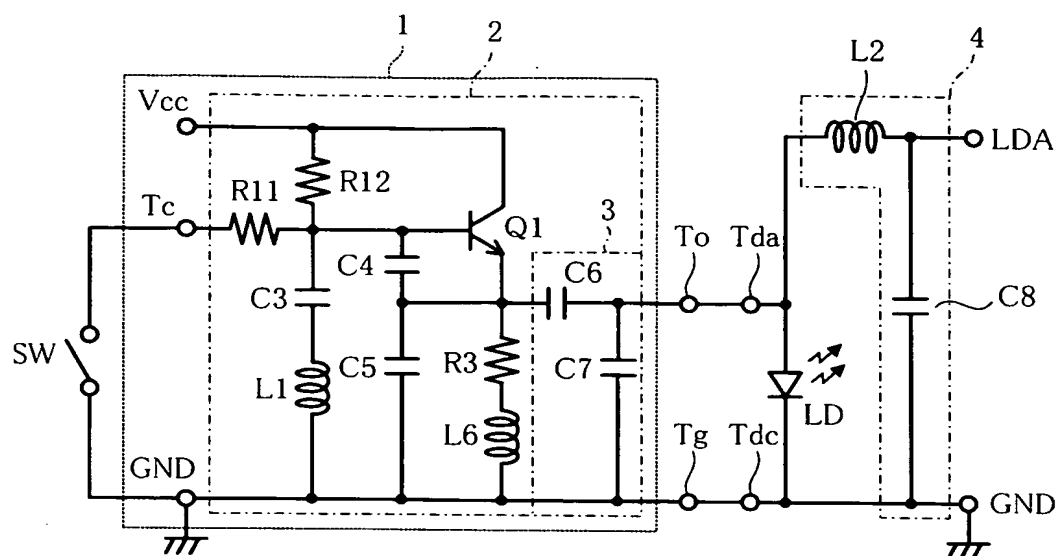 1
2
L2
4
Vcc
LDA
R12
R11
Tc
3
Q1
To
Tda
C4
C6
C3
C8
SW
C5
R3
C7
L1
LD
L6
Tg
Tdc
GND
GND